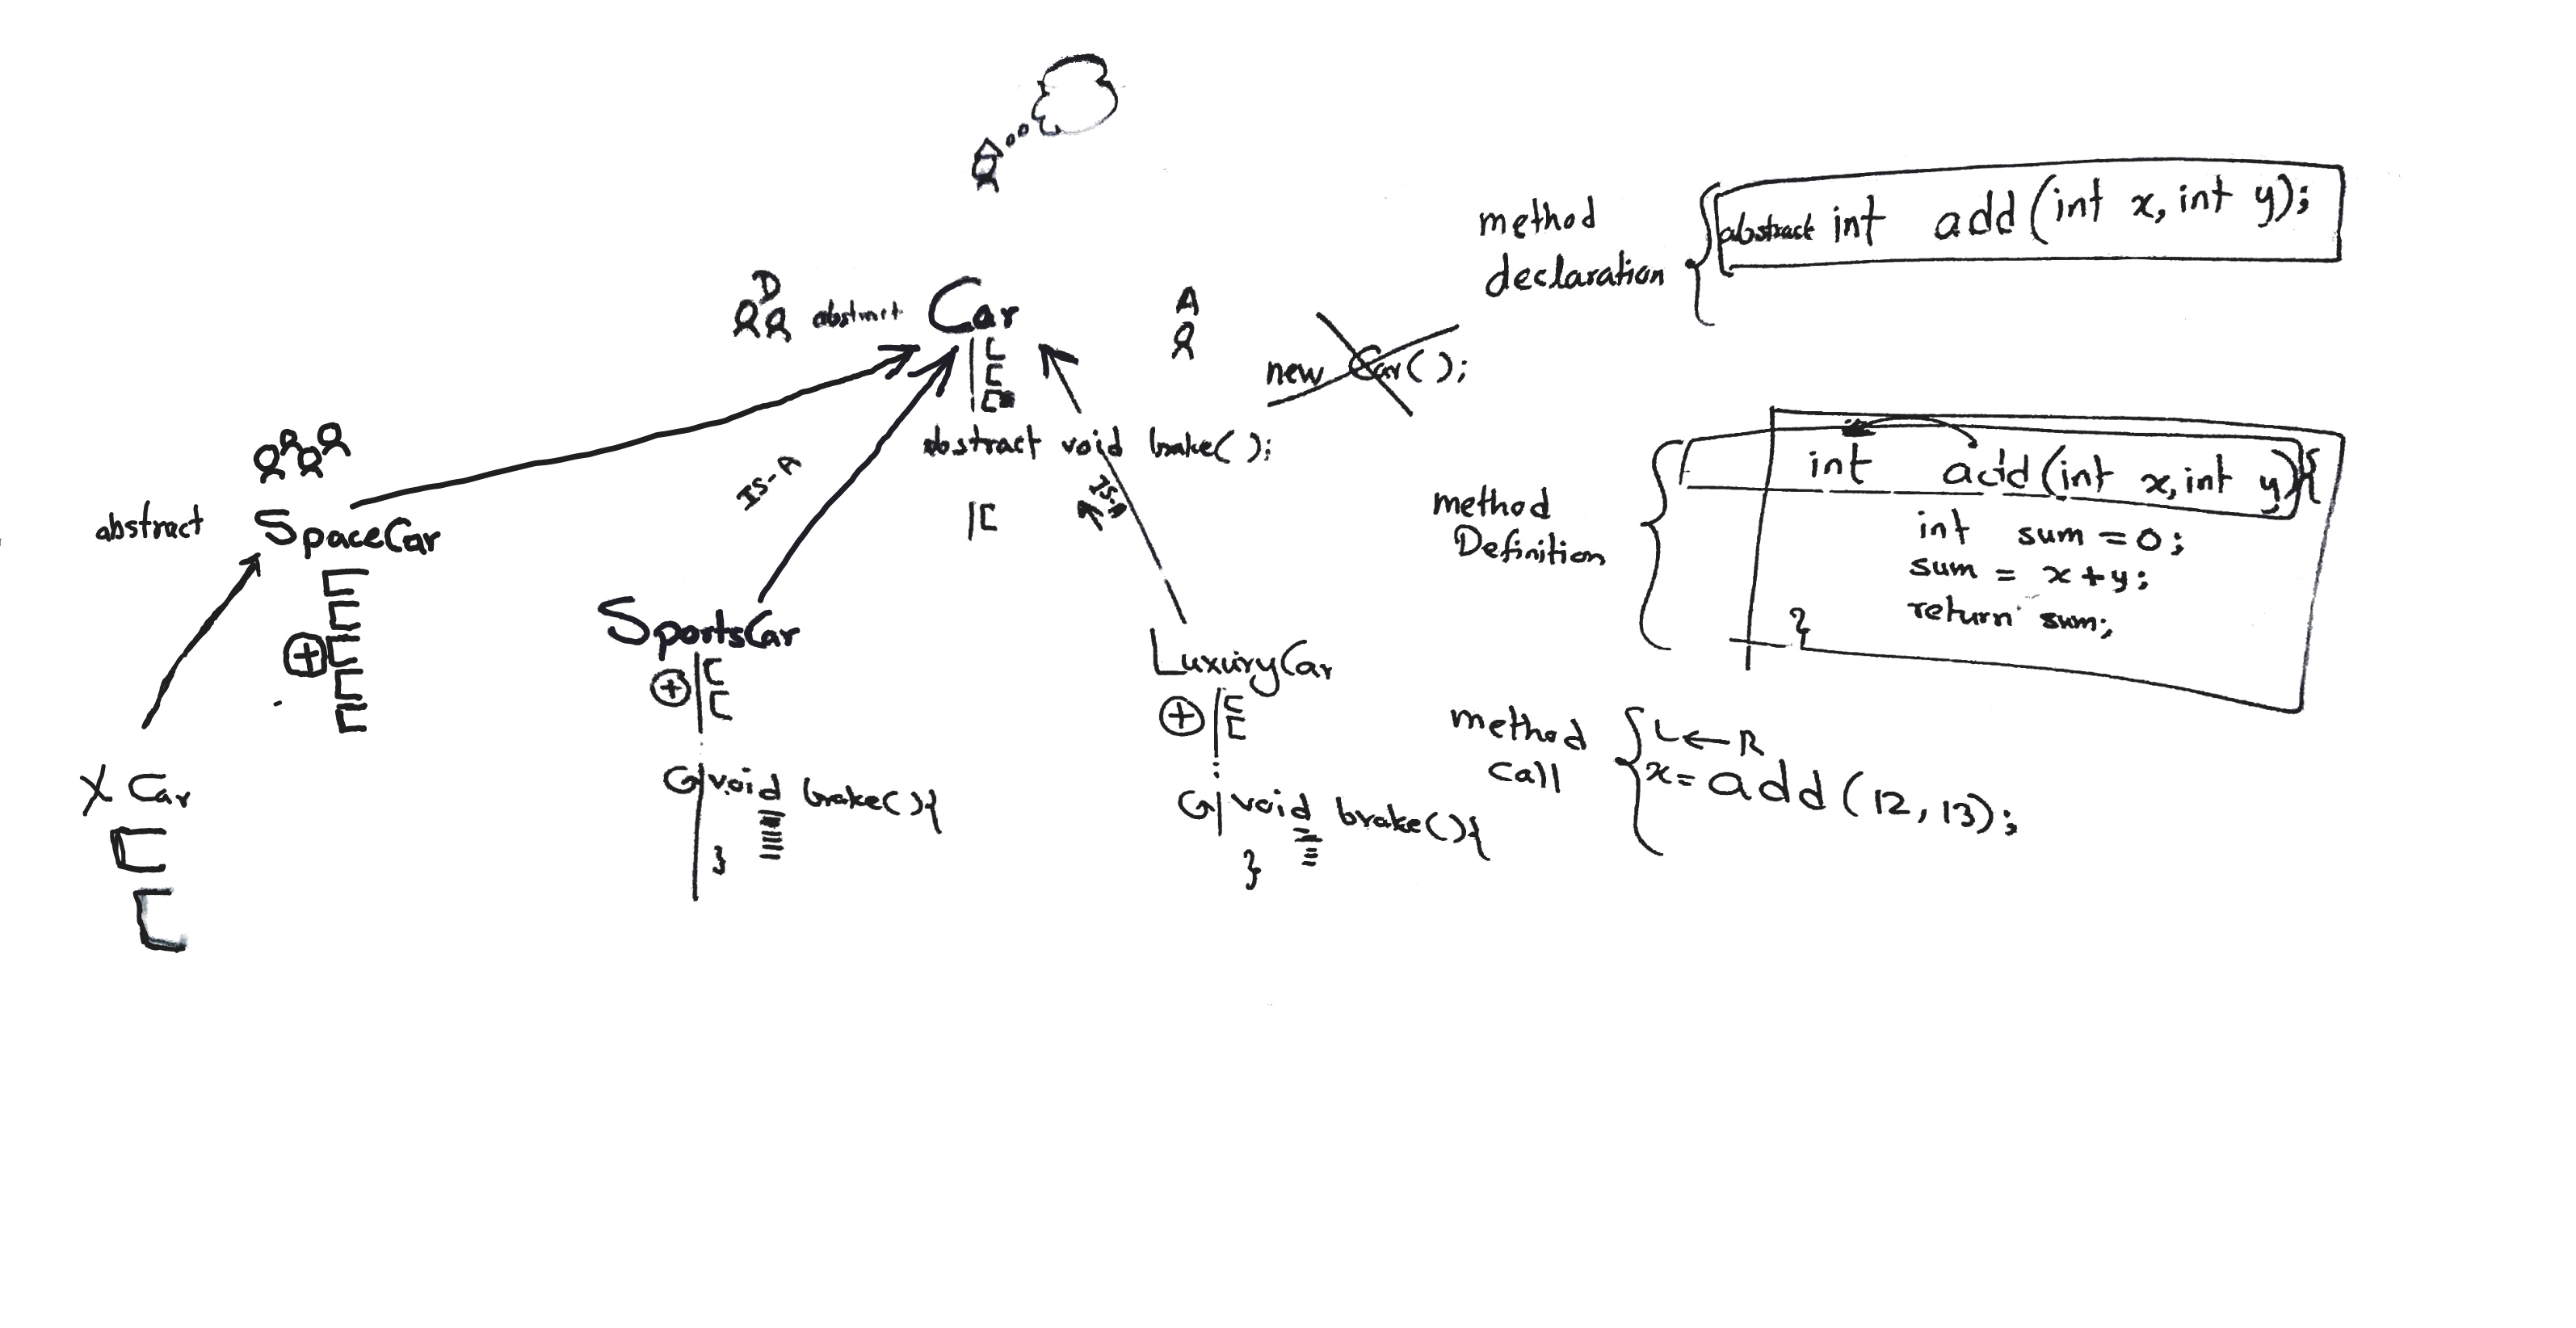 D
abstract Car
A
new Car();
abstract void brake();
IS-A
IS-A
abstract
SpaceCar
SportsCar
LuxuryCar
X Car
void brake(){
}
void brake(){
}
method
declaration
abstract int add(int x, int y);
method
Definition
int add(int x, int y){
int sum = 0;
sum = x+y;
return sum;
}
method
call
L ← R
x = add(12, 13);